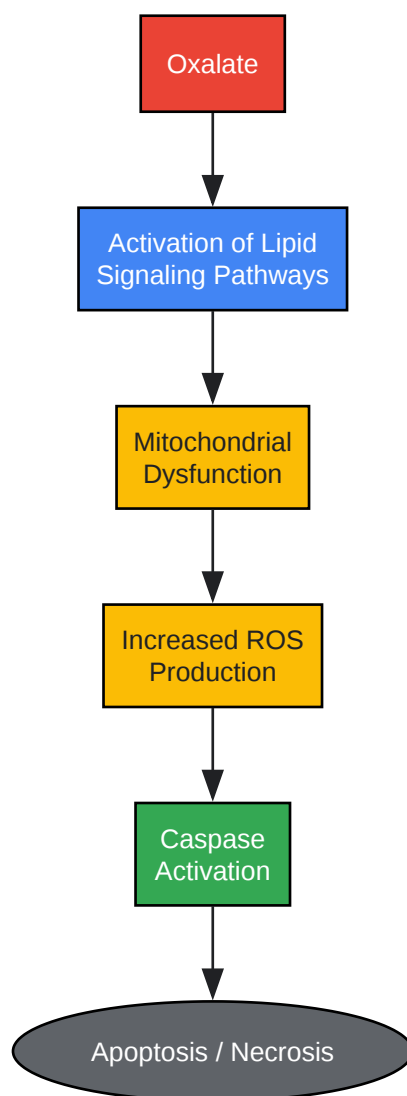 Oxalate
Activation of Lipid
Signaling Pathways
Mitochondrial
Dysfunction
Increased ROS
Production
Caspase
Activation
Apoptosis / Necrosis